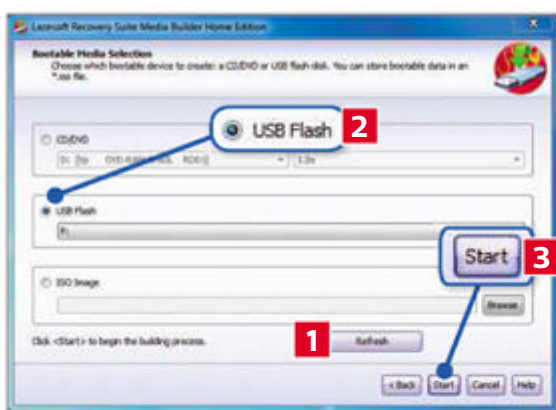 Lazesoft Recovery Suite Media Builder Home Edition
Bootable Media Selection
Choose which bootable device to create: a CD/DVD or USB flash disk. You can store bootable data in an
*.iso file.
CD/DVD
USB Flash 2
1.0x
USB Flash
F:
Start 3
ISO Image
Browse
Click <Start> to begin the building process.
1 Refresh
< Back Start Cancel Help